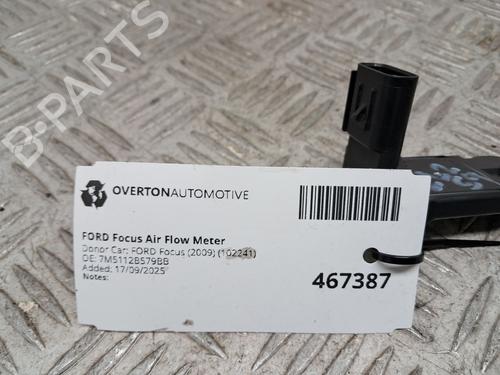 B-PARTS
OVERTONAUTOMOTIVE
FORD Focus Air Flow Meter
Donor Car: FORD Focus (2009) (102241)
OE: 7M5112B579BB
Added: 17/09/2025
Notes:
467387